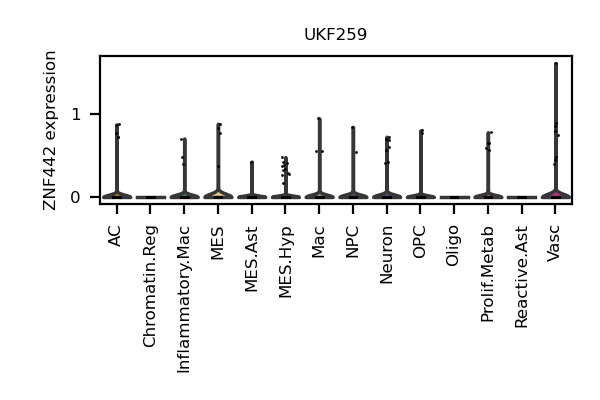 UKF259
ZNF442 expression
1
0
AC
Chromatin.Reg
Inflammatory.Mac
MES
MES.Ast
MES.Hyp
Mac
NPC
Neuron
OPC
Oligo
Prolif.Metab
Reactive.Ast
Vasc